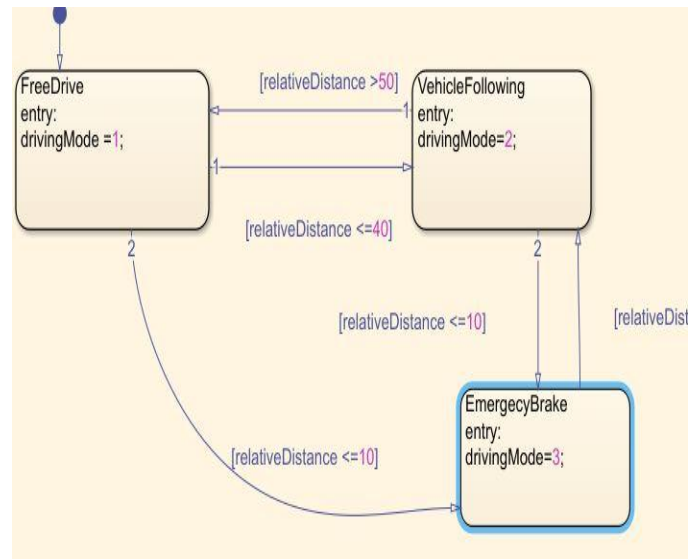 FreeDrive
entry:
drivingMode =1;
[relativeDistance >50]
VehicleFollowing
entry:
drivingMode=2;
1
1
[relativeDistance <=40]
2
2
[relativeDistance <=10]
[relativeDist
EmergecyBrake
entry:
drivingMode=3;
[relativeDistance <=10]